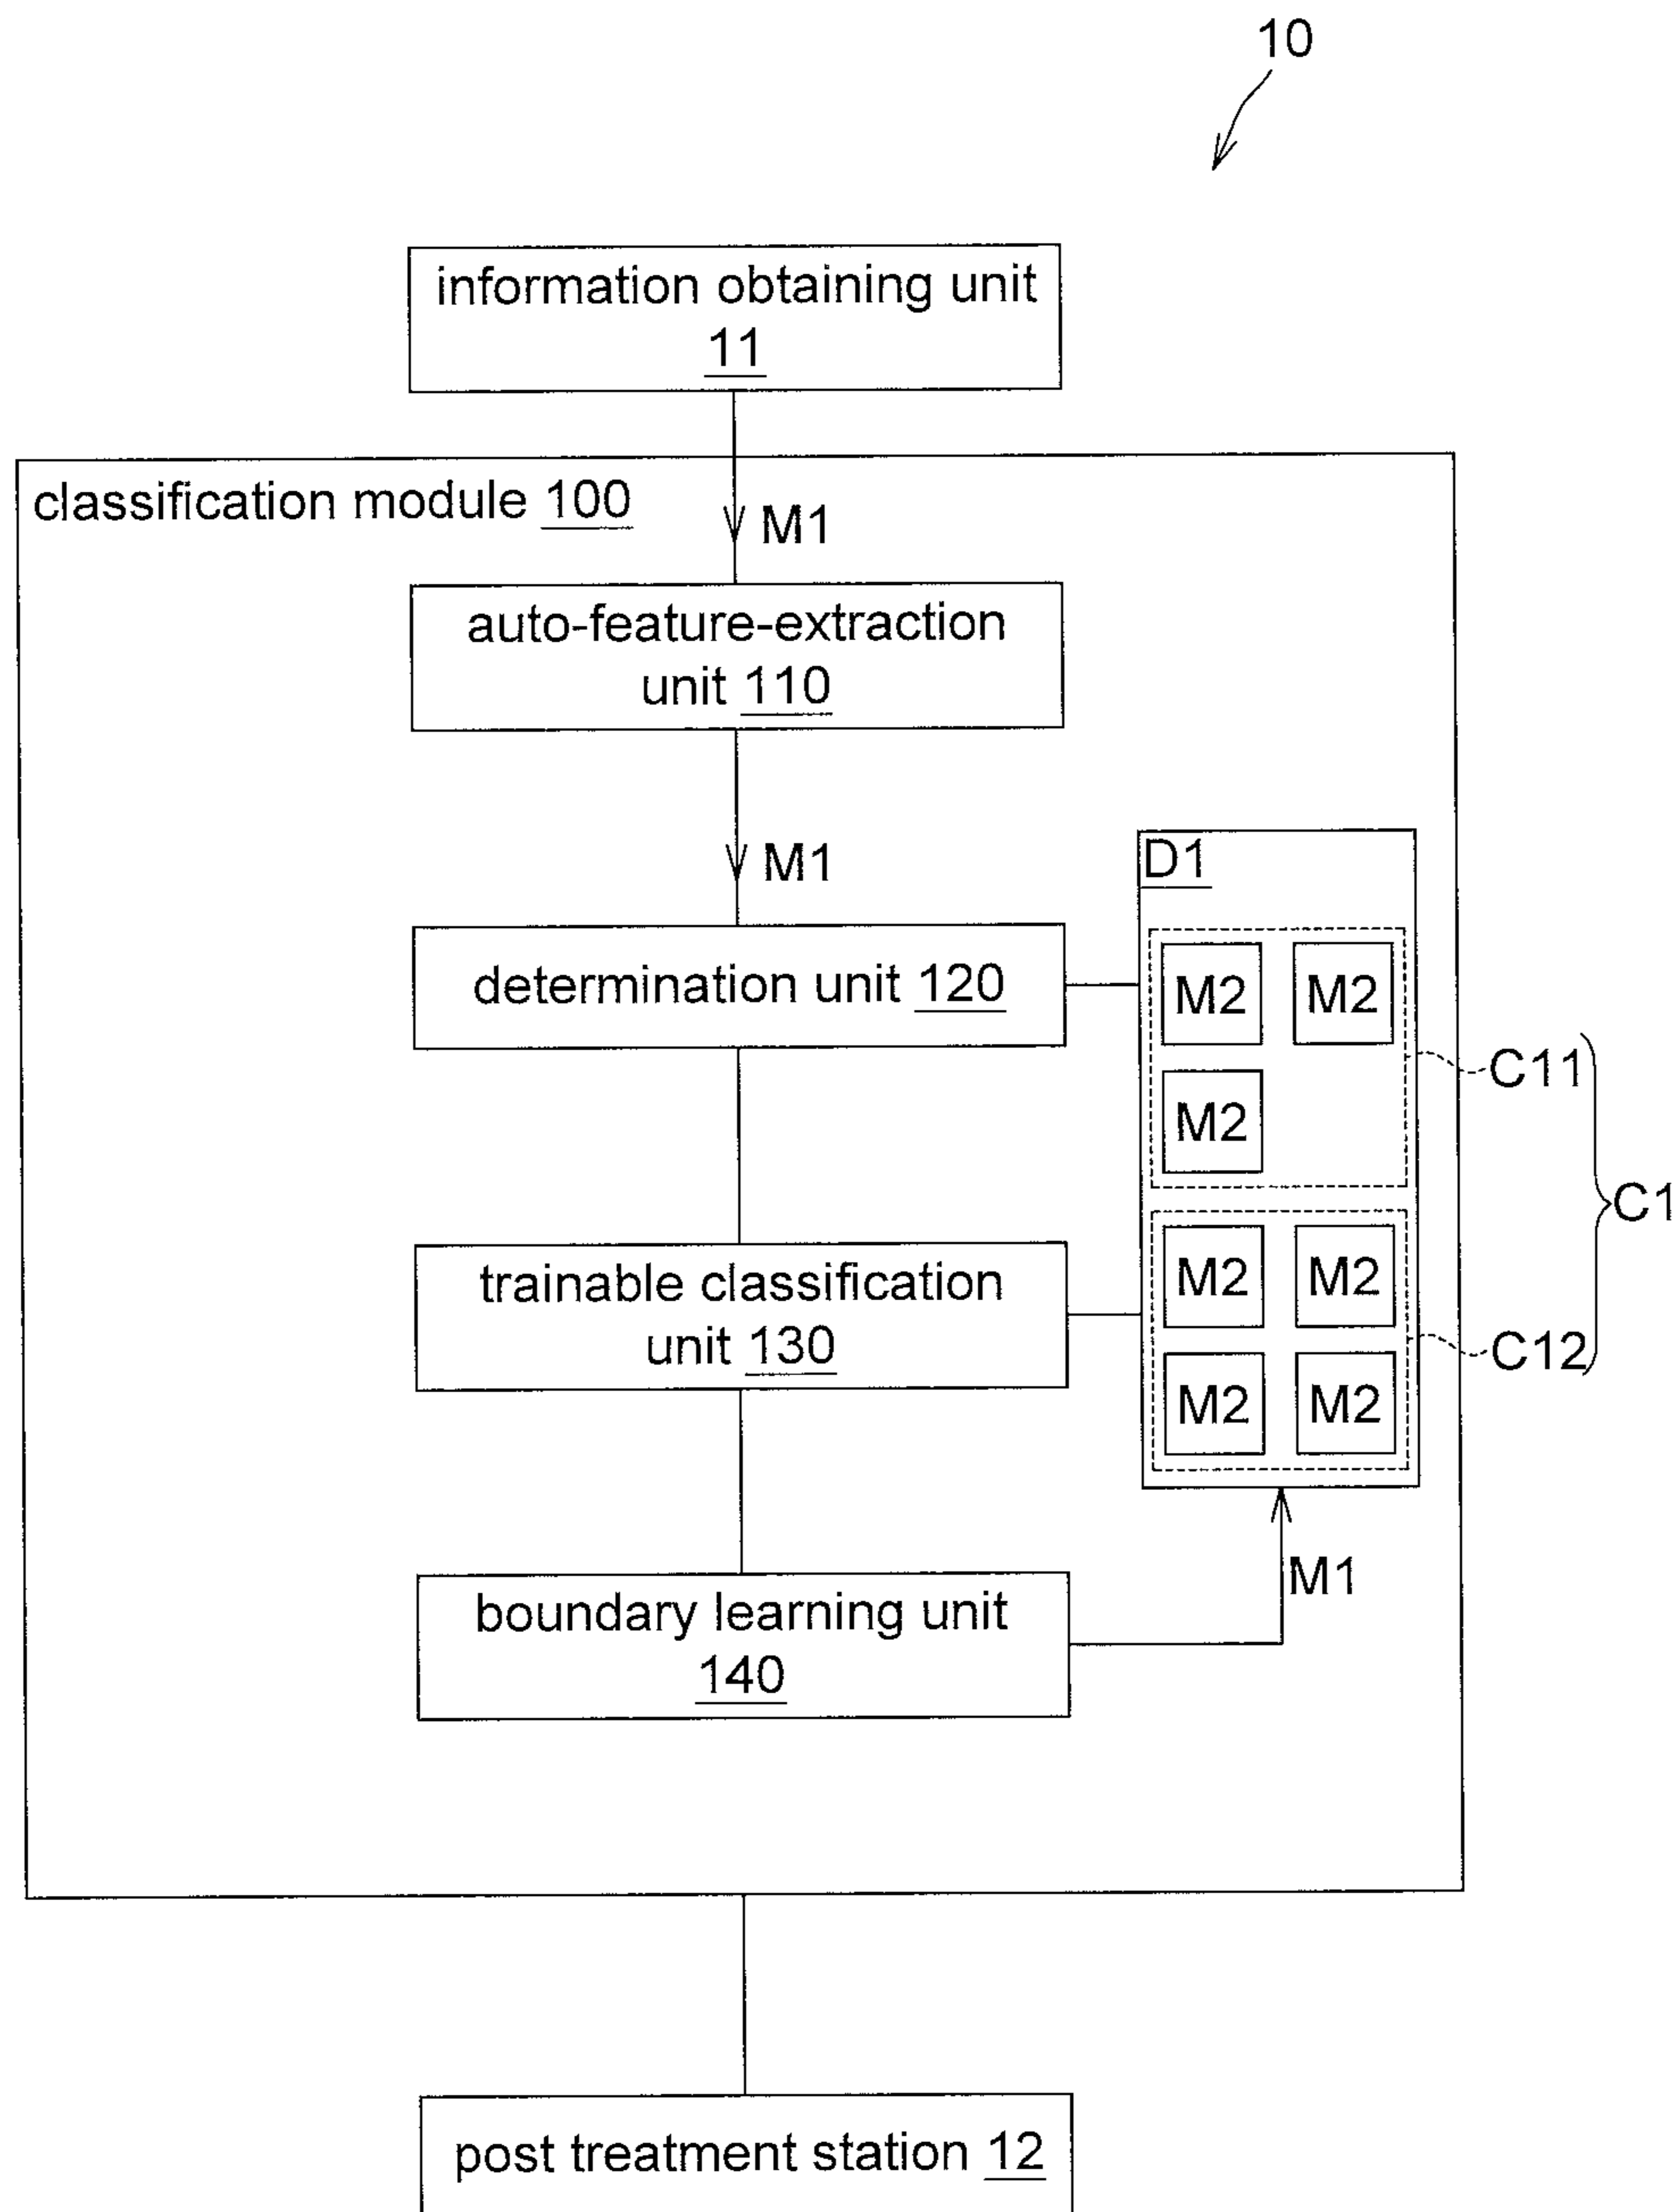 10
information obtaining unit
11
classification module 100
M1
auto-feature-extraction
unit 110
M1
D1
determination unit 120
M2 M2
C11
M2
C1
trainable classification
unit 130
M2 M2
C12
M2 M2
M1
boundary learning unit
140
post treatment station 12